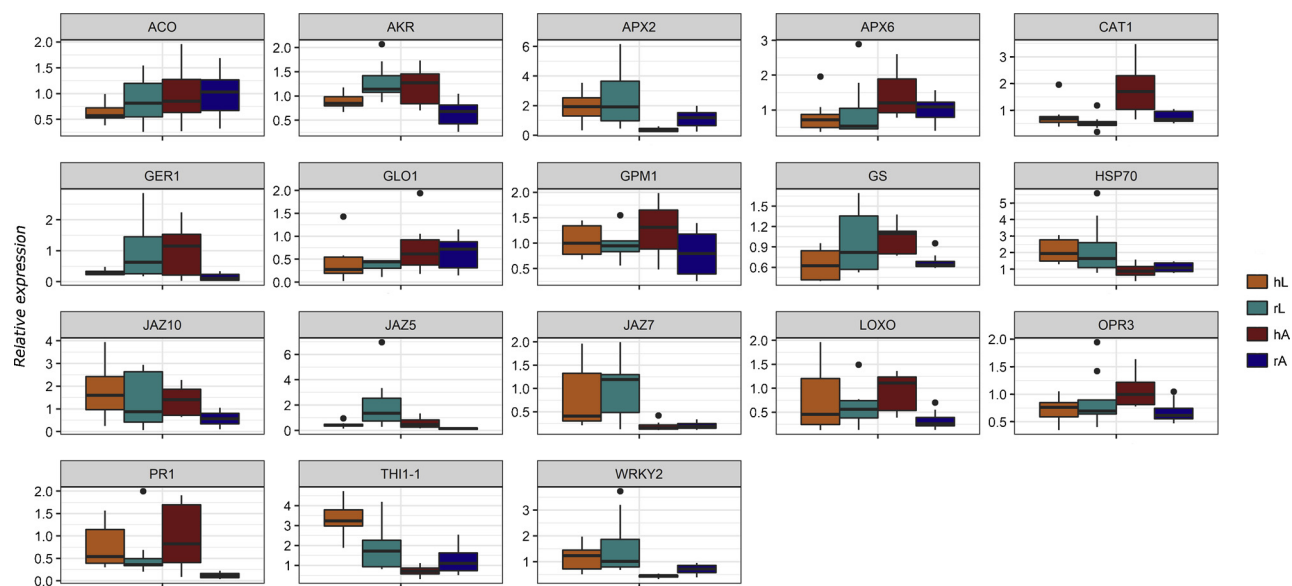 ACO AKR APX2 APX6 CAT1
2.0 1.5 1.0 0.5
2.0 1.5 1.0 0.5
6 4 2 0
3 2 1
3 2 1
GER1 GLO1 GPM1 GS HSP70
2 1 0
2.0 1.5 1.0 0.5 0.0
2.0 1.5 1.0 0.5
1.5 1.2 0.9 0.6
5 4 3 2 1
JAZ10 JAZ5 JAZ7 LOXO OPR3
4 3 2 1 0
6 4 2 0
2.0 1.5 1.0 0.5
2.0 1.5 1.0 0.5
2.0 1.5 1.0 0.5
PR1 THI1-1 WRKY2
2.0 1.5 1.0 0.5 0.0
4 3 2 1
3 2 1
Relative expression
hL
rL
hA
rA